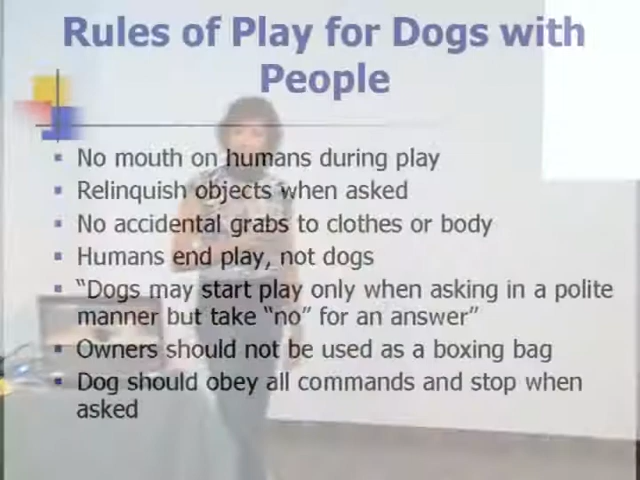 Rules of Play for Dogs with
People
No mouth on humans during play
Relinquish objects when asked
No accidental grabs to clothes or body
Humans end play, not dogs
“Dogs may start play only when asking in a polite
manner but take “no” for an answer”
Owners should not be used as a boxing bag
Dog should obey all commands and stop when
asked